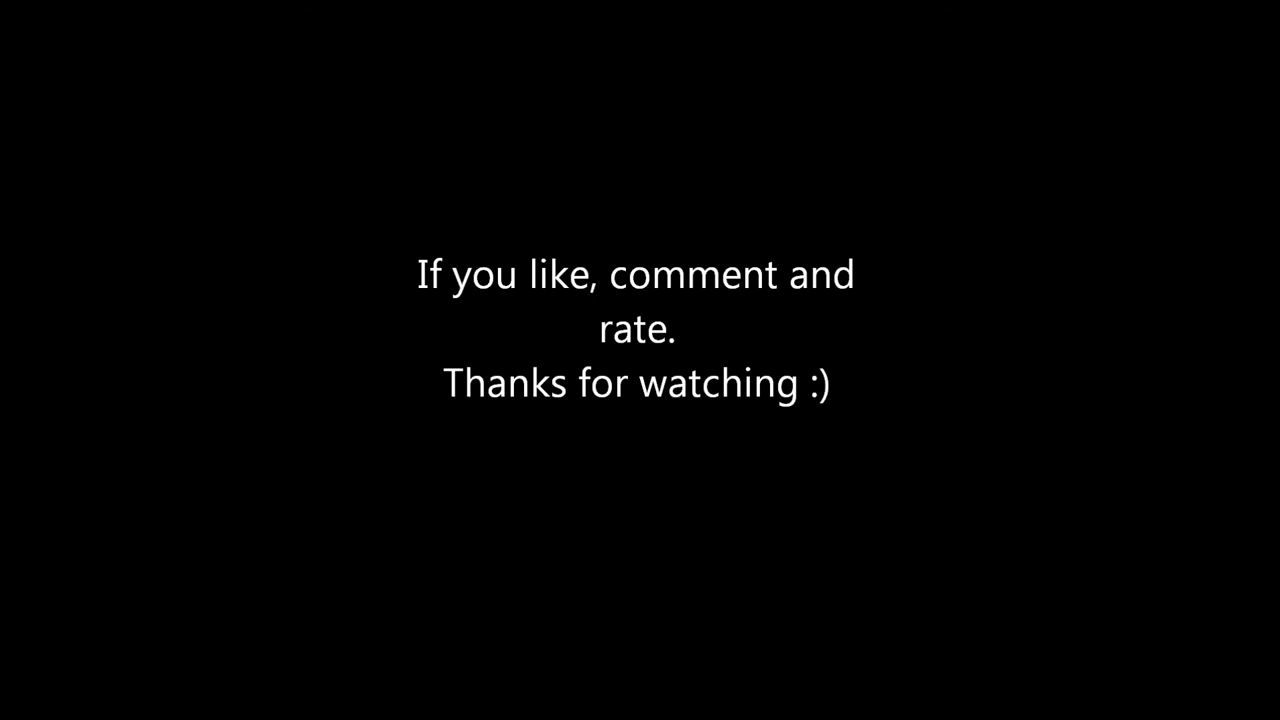 If you like, comment and
rate.
Thanks for watching :)